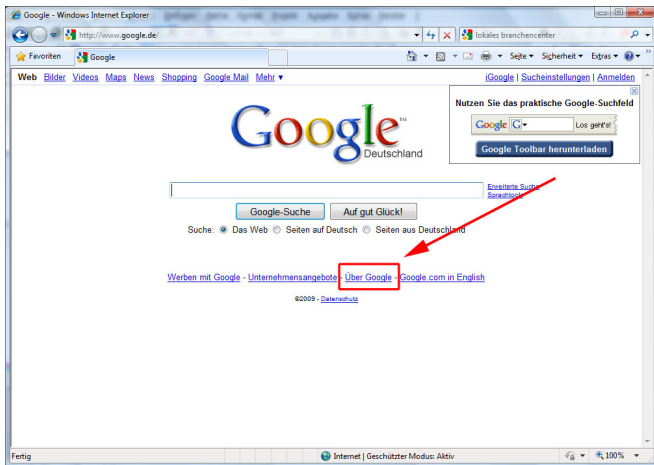 Google - Windows Internet Explorer
http://www.google.de/
lokales branchencenter
Favoriten
Google
Seite
Sicherheit
Extras
Web Bilder Videos Maps News Shopping Google Mail Mehr ▼
iGoogle | Sucheinstellungen | Anmelden
Nutzen Sie das praktische Google-Suchfeld
Google G Los geht's!
Google Toolbar herunterladen
Google™
Deutschland
Erweiterte Suche
Sprachtools
Google-Suche Auf gut Glück!
Suche: Das Web Seiten auf Deutsch Seiten aus Deutschland
Werben mit Google - Unternehmensangebote - Über Google - Google.com in English
©2009 - Datenschutz
Fertig
Internet | Geschützter Modus: Aktiv
100%